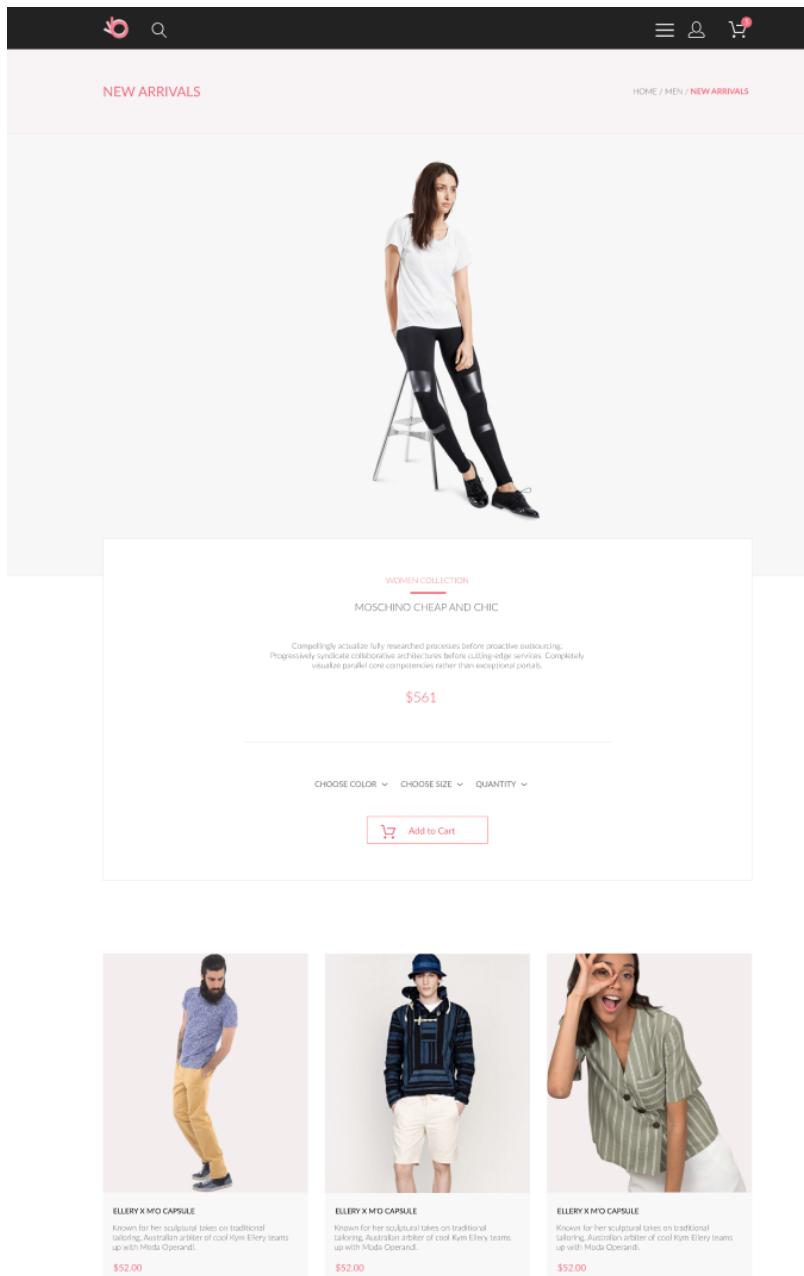 5
NEW ARRIVALS
HOME / MEN / NEW ARRIVALS
WOMEN COLLECTION
MOSCHINO CHEAP AND CHIC
Compellingly actualize fully researched processes before proactive outsourcing.
Progressively syndicate collaborative architectures before cutting-edge services. Completely
visualize parallel core competencies rather than exceptional portals.
$561
CHOOSE COLOR CHOOSE SIZE QUANTITY
Add to Cart
ELLERY X M'O CAPSULE
Known for her sculptural takes on traditional
tailoring, Australian arbiter of cool Kym Ellery teams
up with Moda Operandi.
$52.00
ELLERY X M'O CAPSULE
Known for her sculptural takes on traditional
tailoring, Australian arbiter of cool Kym Ellery teams
up with Moda Operandi.
$52.00
ELLERY X M'O CAPSULE
Known for her sculptural takes on traditional
tailoring, Australian arbiter of cool Kym Ellery teams
up with Moda Operandi.
$52.00